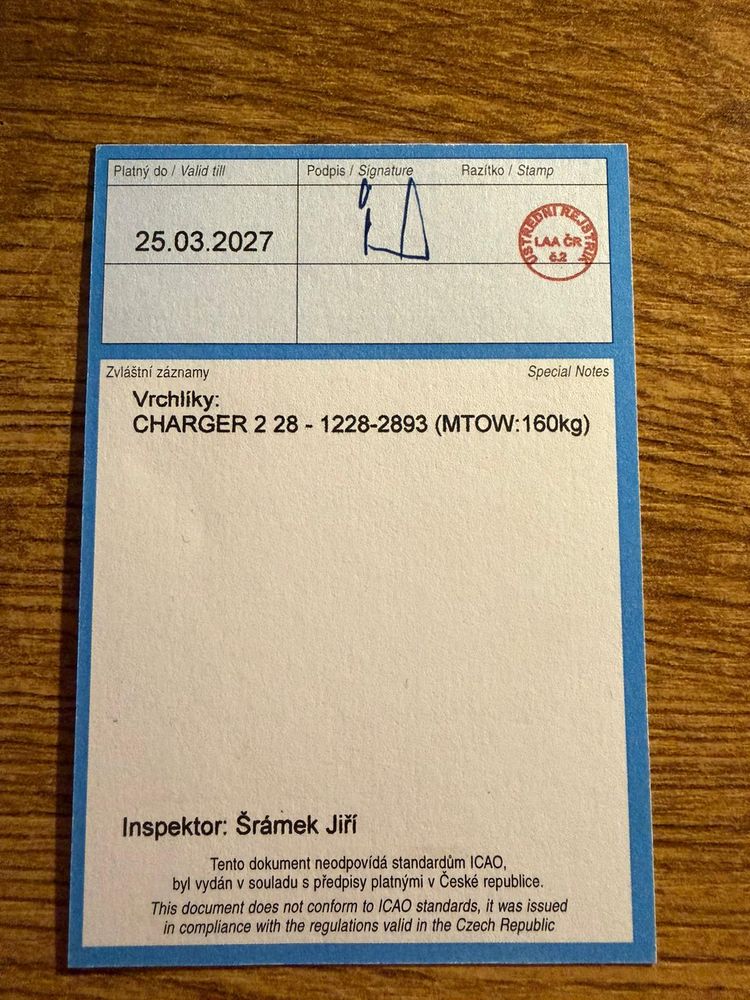 Platný do / Valid till
Podpis / Signature
Razítko / Stamp
25.03.2027
ÚSTŘEDNÍ REJSTŘÍK
LAA ČR
č.2
Zvláštní záznamy
Special Notes
Vrchlíky:
CHARGER 2 28 - 1228-2893 (MTOW:160kg)
Inspektor: Šrámek Jiří
Tento dokument neodpovídá standardům ICAO,
byl vydán v souladu s předpisy platnými v České republice.
This document does not conform to ICAO standards, it was issued
in compliance with the regulations valid in the Czech Republic